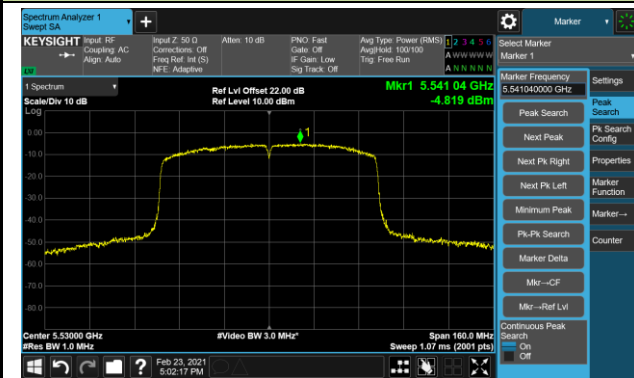 Spectrum Analyzer 1
Swept SA
+
Marker
KEYSIGHT
Input: RF
Coupling: AC
Align: Auto
Input Z: 50 Ω
Corrections: Off
Freq Ref: Int (S)
NFE: Adaptive
Atten: 10 dB
PNO: Fast
Gate: Off
IF Gain: Low
Sig Track: Off
Avg Type: Power (RMS)
Avg|Hold: 100/100
Trig: Free Run
1 2 3 4 5 6
A W W W W W
A N N N N N
Select Marker
Marker 1
LXI
1 Spectrum
Scale/Div 10 dB
Log
Ref Lvl Offset 22.00 dB
Ref Level 10.00 dBm
Mkr1 5.541 04 GHz
-4.819 dBm
1
0.00
-10.0
-20.0
-30.0
-40.0
-50.0
-60.0
-70.0
-80.0
Center 5.53000 GHz
#Res BW 1.0 MHz
#Video BW 3.0 MHz*
Span 160.0 MHz
Sweep 1.07 ms (2001 pts)
Marker Frequency
5.541040000 GHz
Peak Search
Next Peak
Next Pk Right
Next Pk Left
Minimum Peak
Pk-Pk Search
Marker Delta
Mkr→CF
Mkr→Ref Lvl
Continuous Peak
Search
On
Off
Settings
Peak
Search
Pk Search
Config
Properties
Marker
Function
Marker→
Counter
?
Feb 23, 2021
5:02:17 PM